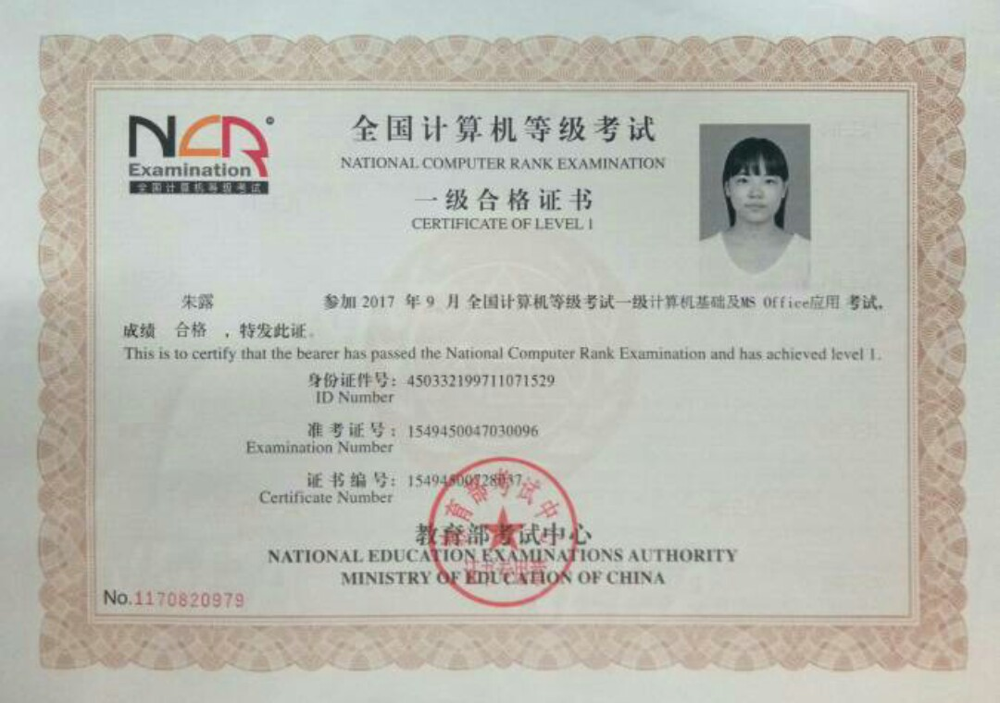 NCR
Examination
全国计算机等级考试
全国计算机等级考试
NATIONAL COMPUTER RANK EXAMINATION
一级合格证书
CERTIFICATE OF LEVEL 1
朱露 参加 2017 年 9 月 全国计算机等级考试一级计算机基础及MS Office应用 考试,
成绩 合格 ，特发此证。
This is to certify that the bearer has passed the National Computer Rank Examination and has achieved level 1.
身份证件号: 450332199711071529
ID Number
准考证号: 1549450047030096
Examination Number
证书编号: 15494500728037
Certificate Number
教育部考试中心
教育部考试中心
NATIONAL EDUCATION EXAMINATIONS AUTHORITY
MINISTRY OF EDUCATION OF CHINA
No.1170820979